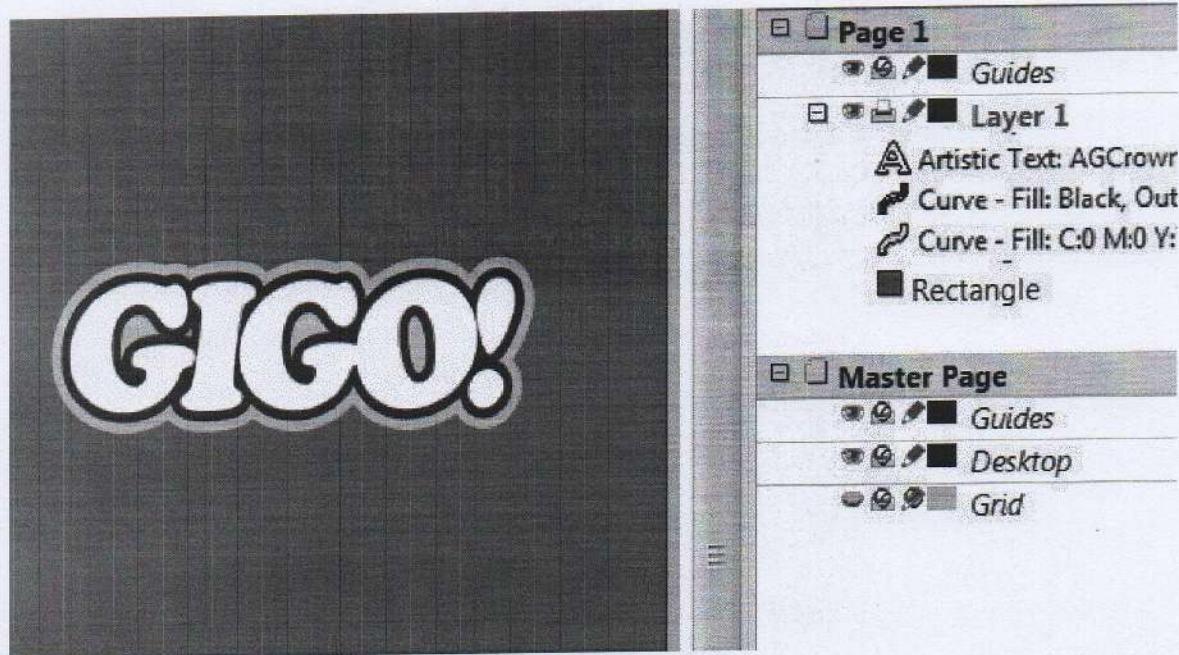 GIGO!
Page 1
Guides
Layer 1
Artistic Text: AGCrowr
Curve - Fill: Black, Out
Curve - Fill: C:0 M:0 Y:
Rectangle
Master Page
Guides
Desktop
Grid